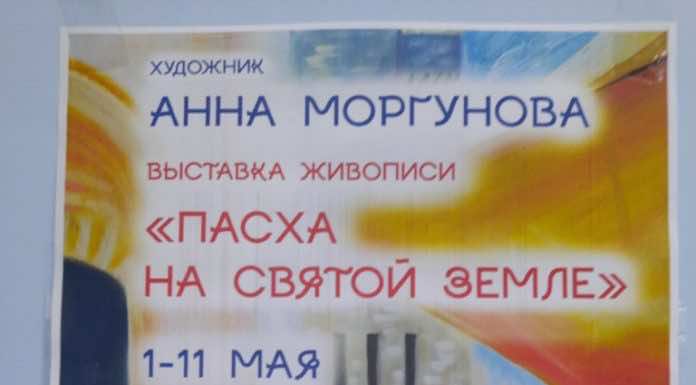 ХУДОЖНИК
АННА МОРГУНОВА
ВЫСТАВКА ЖИВОПИСИ
«ПАСХА
НА СВЯТОЙ ЗЕМЛЕ»
1-11 МАЯ